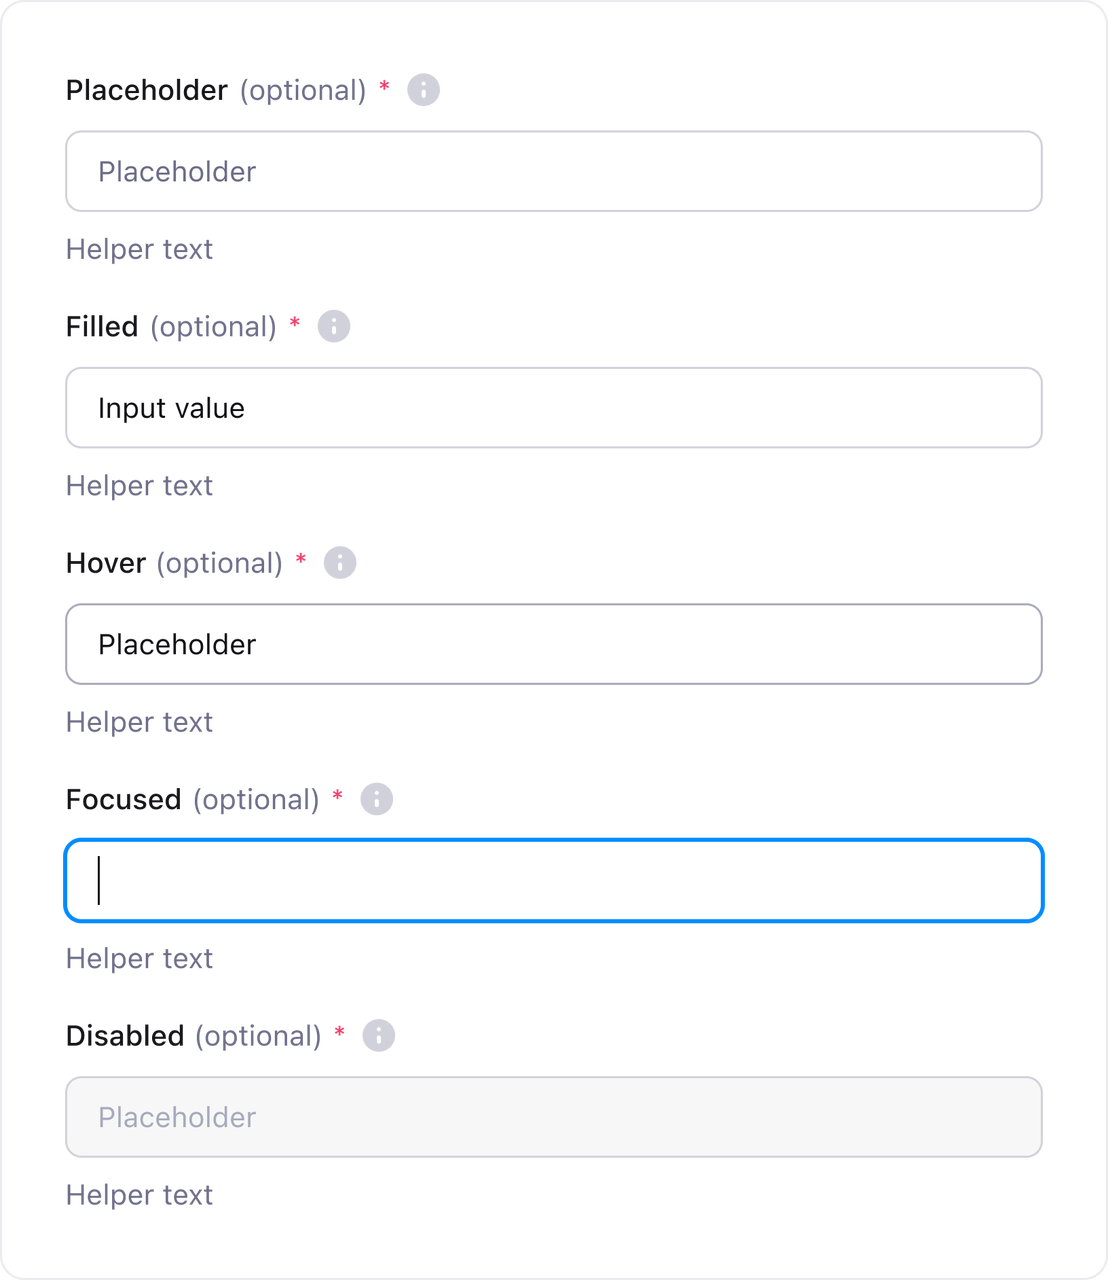 Placeholder (optional) *
Placeholder
Helper text
Filled (optional) *
Input value
Helper text
Hover (optional) *
Placeholder
Helper text
Focused (optional) *
Helper text
Disabled (optional) *
Placeholder
Helper text